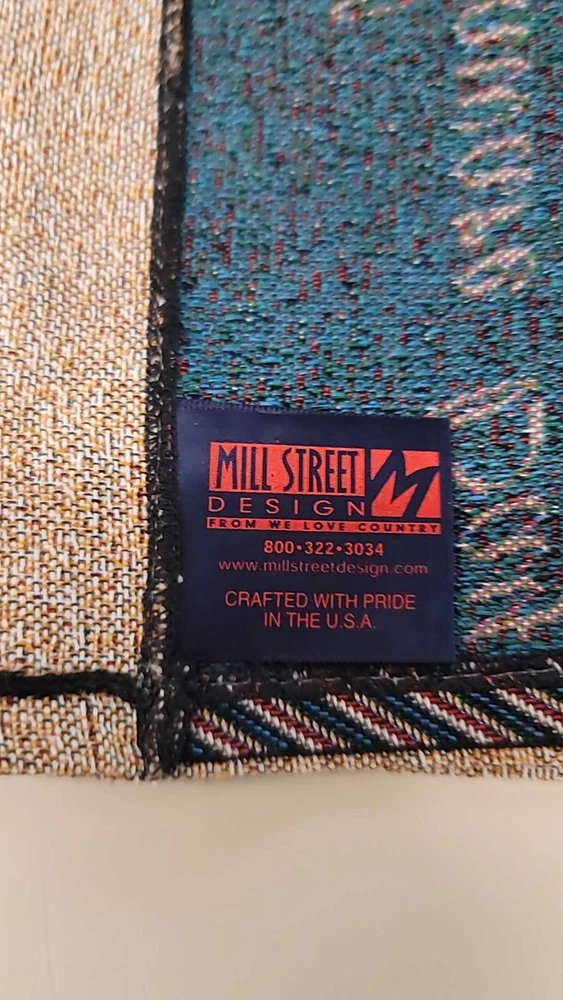 MILL STREET M
DESIGN
FROM WE LOVE COUNTRY
800•322•3034
www.millstreetdesign.com
CRAFTED WITH PRIDE
IN THE U.S.A.